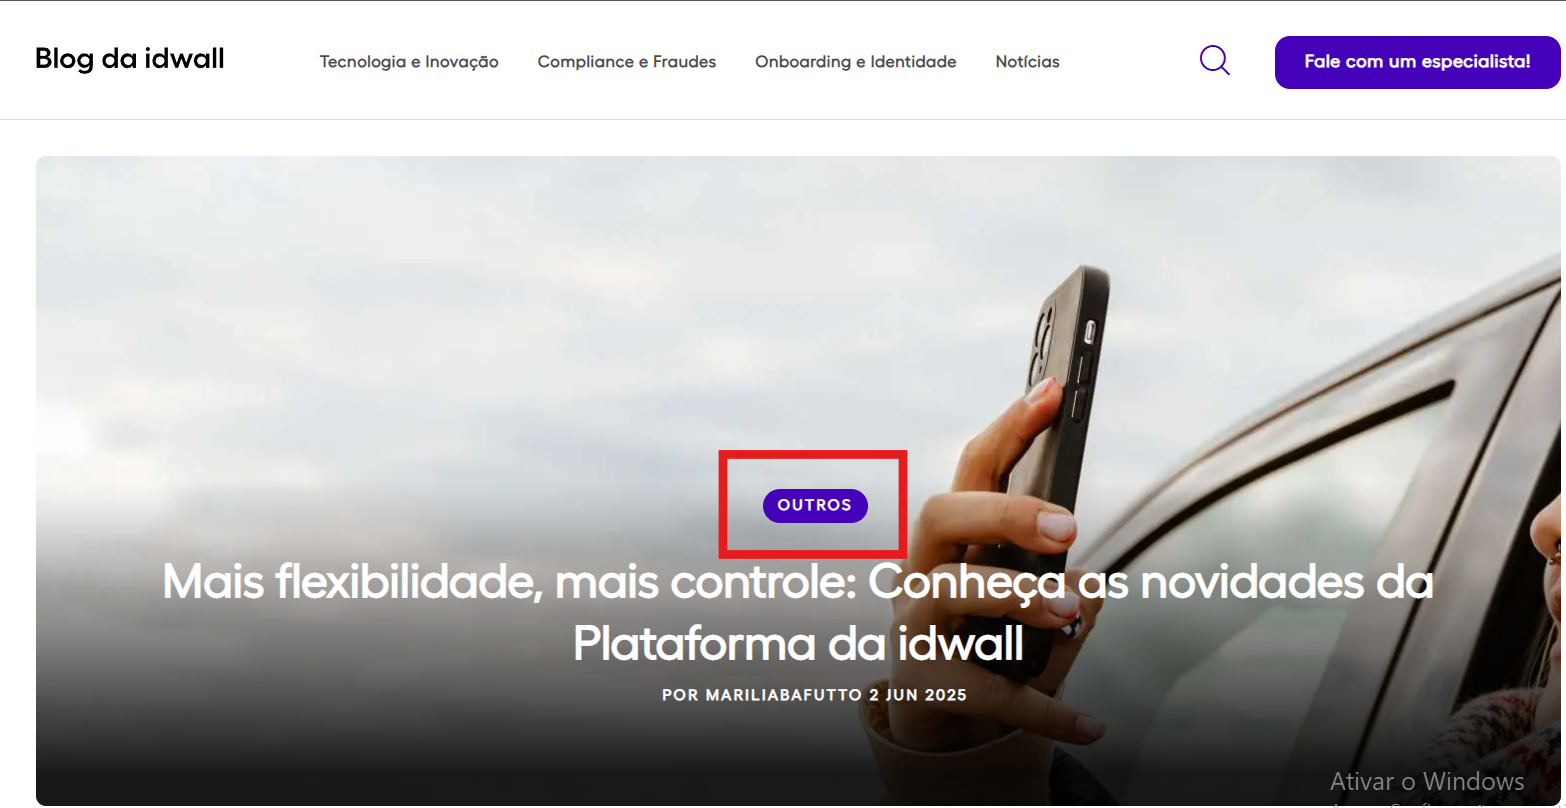 Blog da idwall
Tecnologia e Inovação
Compliance e Fraudes
Onboarding e Identidade
Notícias
Fale com um especialista!
OUTROS
Mais flexibilidade, mais controle: Conheça as novidades da
Plataforma da idwall
POR MARILIABAFUTTO 2 JUN 2025
Ativar o Windows